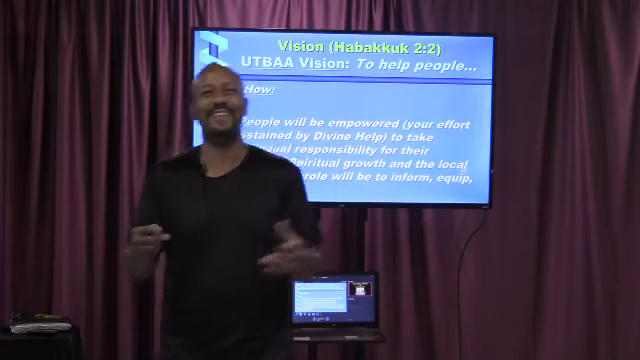 Vision (Habakkuk 2:2)
UTBAA Vision: To help people...
How:
People will be empowered (your effort
sustained by Divine Help) to take
responsibility for their
Spiritual growth and the local
role will be to inform, equip,